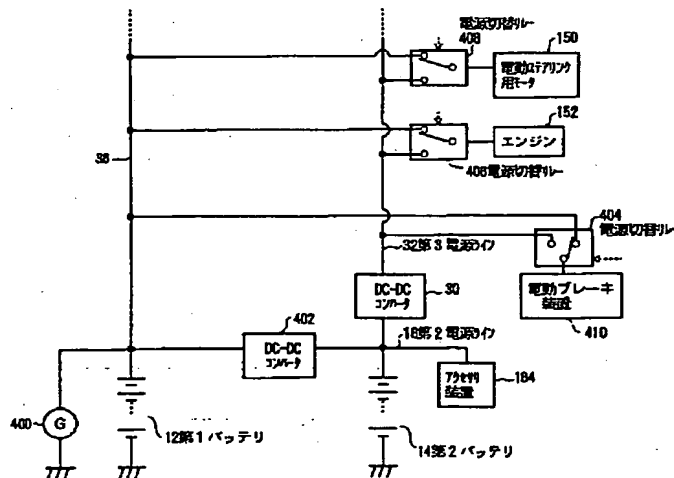 電源切替リレー
408
150
電動ステアリング
用モータ
152
エンジン
406電源切替リレー
38
404
電源切替リレー
32第3電源ライン
DC-DC
コンバータ
30
電動ブレーキ
装置
410
402
DC-DC
コンバータ
16第2電源ライン
アクセサリ
装置
184
400
G
12第1バッテリ
14第2バッテリ